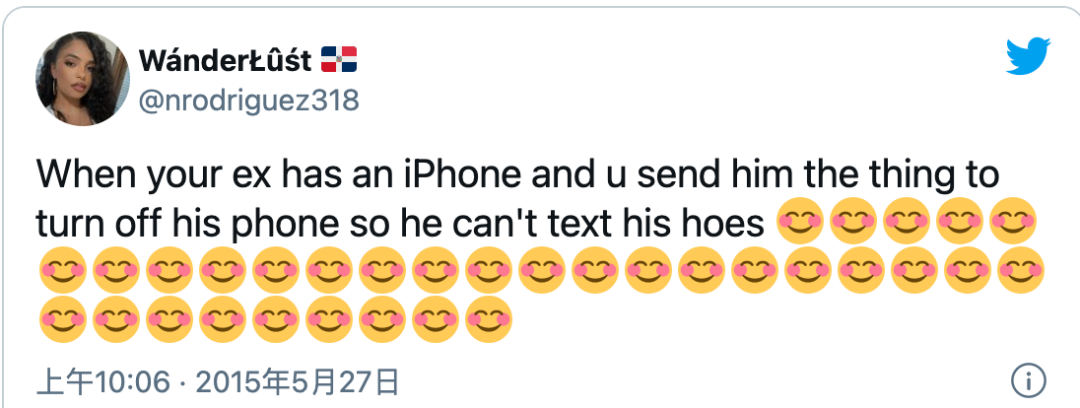 WánderŁûśt 🇩🇴
@nrodriguez318
When your ex has an iPhone and u send him the thing to
turn off his phone so he can't text his hoes 😊😊😊😊😊
😊😊😊😊😊😊😊😊😊😊😊😊😊😊😊😊😊😊😊
😊😊😊😊😊😊😊😊😊
上午10:06 · 2015年5月27日